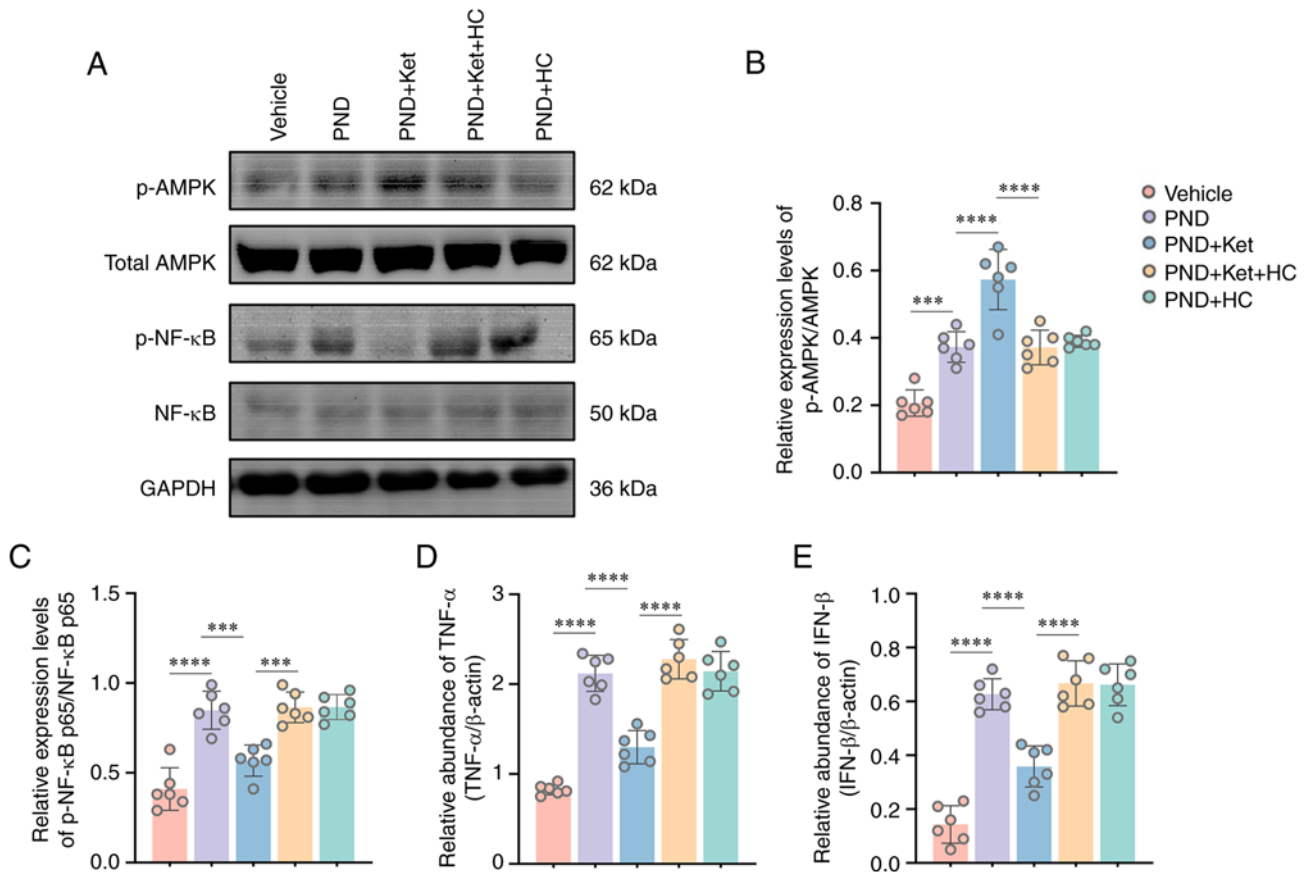 A
Vehicle
PND
PND+Ket
PND+Ket+HC
PND+HC
p-AMPK
62 kDa
Total AMPK
62 kDa
p-NF-κB
65 kDa
NF-κB
50 kDa
GAPDH
36 kDa
B
Relative expression levels of
p-AMPK/AMPK
0.8
0.6
0.4
0.2
0.0
***
****
****
Vehicle
PND
PND+Ket
PND+Ket+HC
PND+HC
C
Relative expression levels
of p-NF-κB p65/NF-κB p65
1.5
1.0
0.5
0.0
****
***
***
D
Relative abundance of TNF-α
(TNF-α/β-actin)
3
2
1
0
****
****
****
E
Relative abundance of IFN-β
(IFN-β/β-actin)
1.0
0.8
0.6
0.4
0.2
0.0
****
****
****